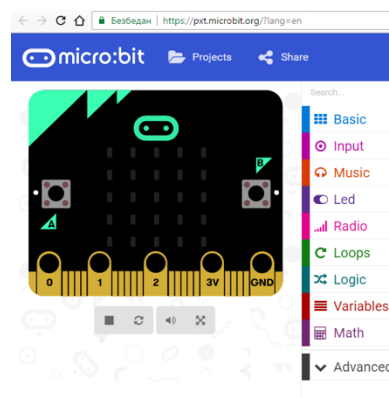 Безбедан | https://pxt.microbit.org/?lang=en
micro:bit Projects Share
Search...
Basic
Input
Music
Led
Radio
Loops
Logic
Variables
Math
Advanced
B
A
0 1 2 3V GND